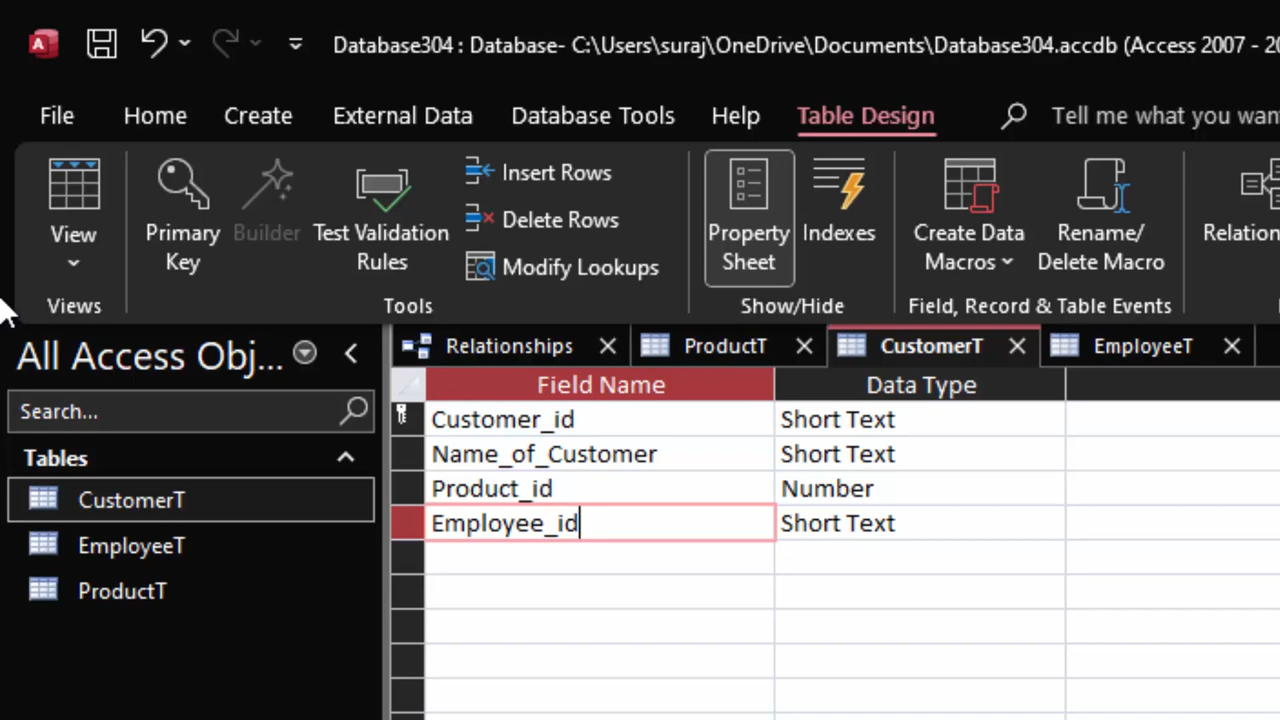 Database304 : Database- C:\Users\suraj\OneDrive\Documents\Database304.accdb (Access 2007 -
File Home Create External Data Database Tools Help Table Design Tell me what you
View
Primary Key
Builder
Test Validation Rules
Insert Rows
Delete Rows
Modify Lookups
Property Sheet
Indexes
Create Data Macros
Rename/ Delete Macro
Views Tools Show/Hide Field, Record & Table Events
All Access Obj...
Relationships ProductT CustomerT EmployeeT
Search...
Tables
CustomerT
EmployeeT
ProductT
Field Name Data Type
Customer_id Short Text
Name_of_Customer Short Text
Product_id Number
Employee_id Short Text